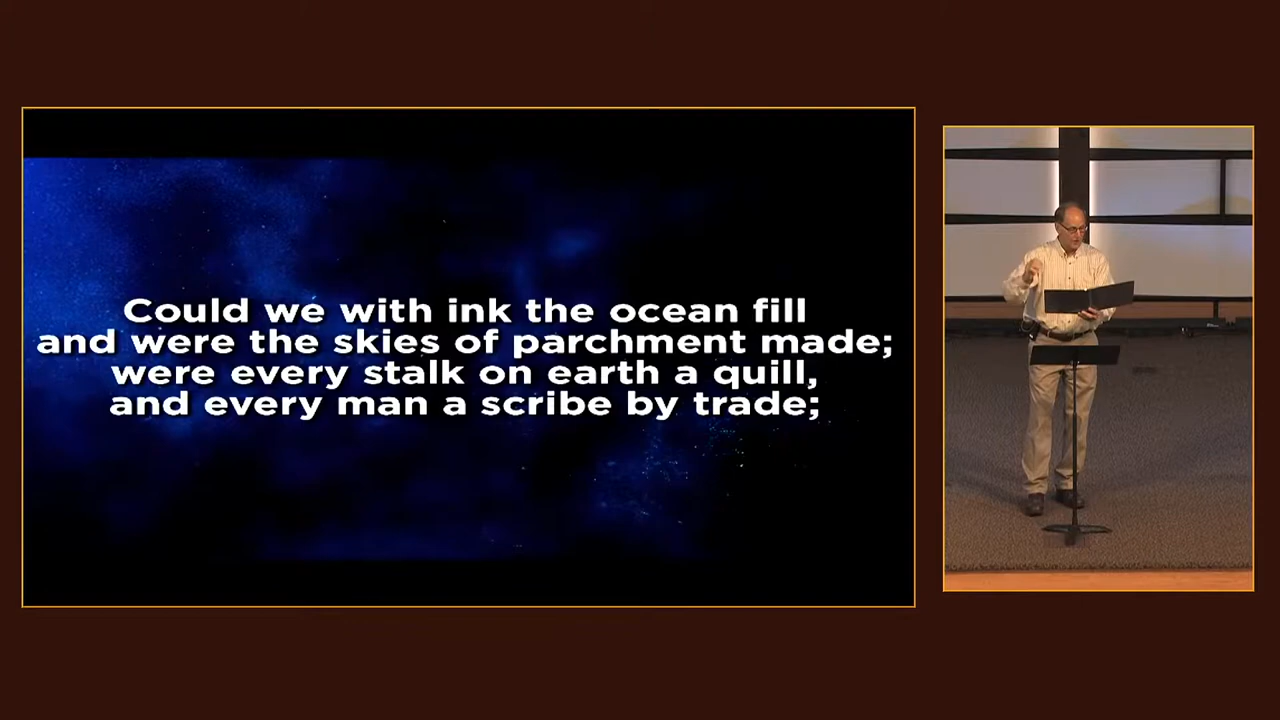 Could we with ink the ocean fill
and were the skies of parchment made;
were every stalk on earth a quill,
and every man a scribe by trade;